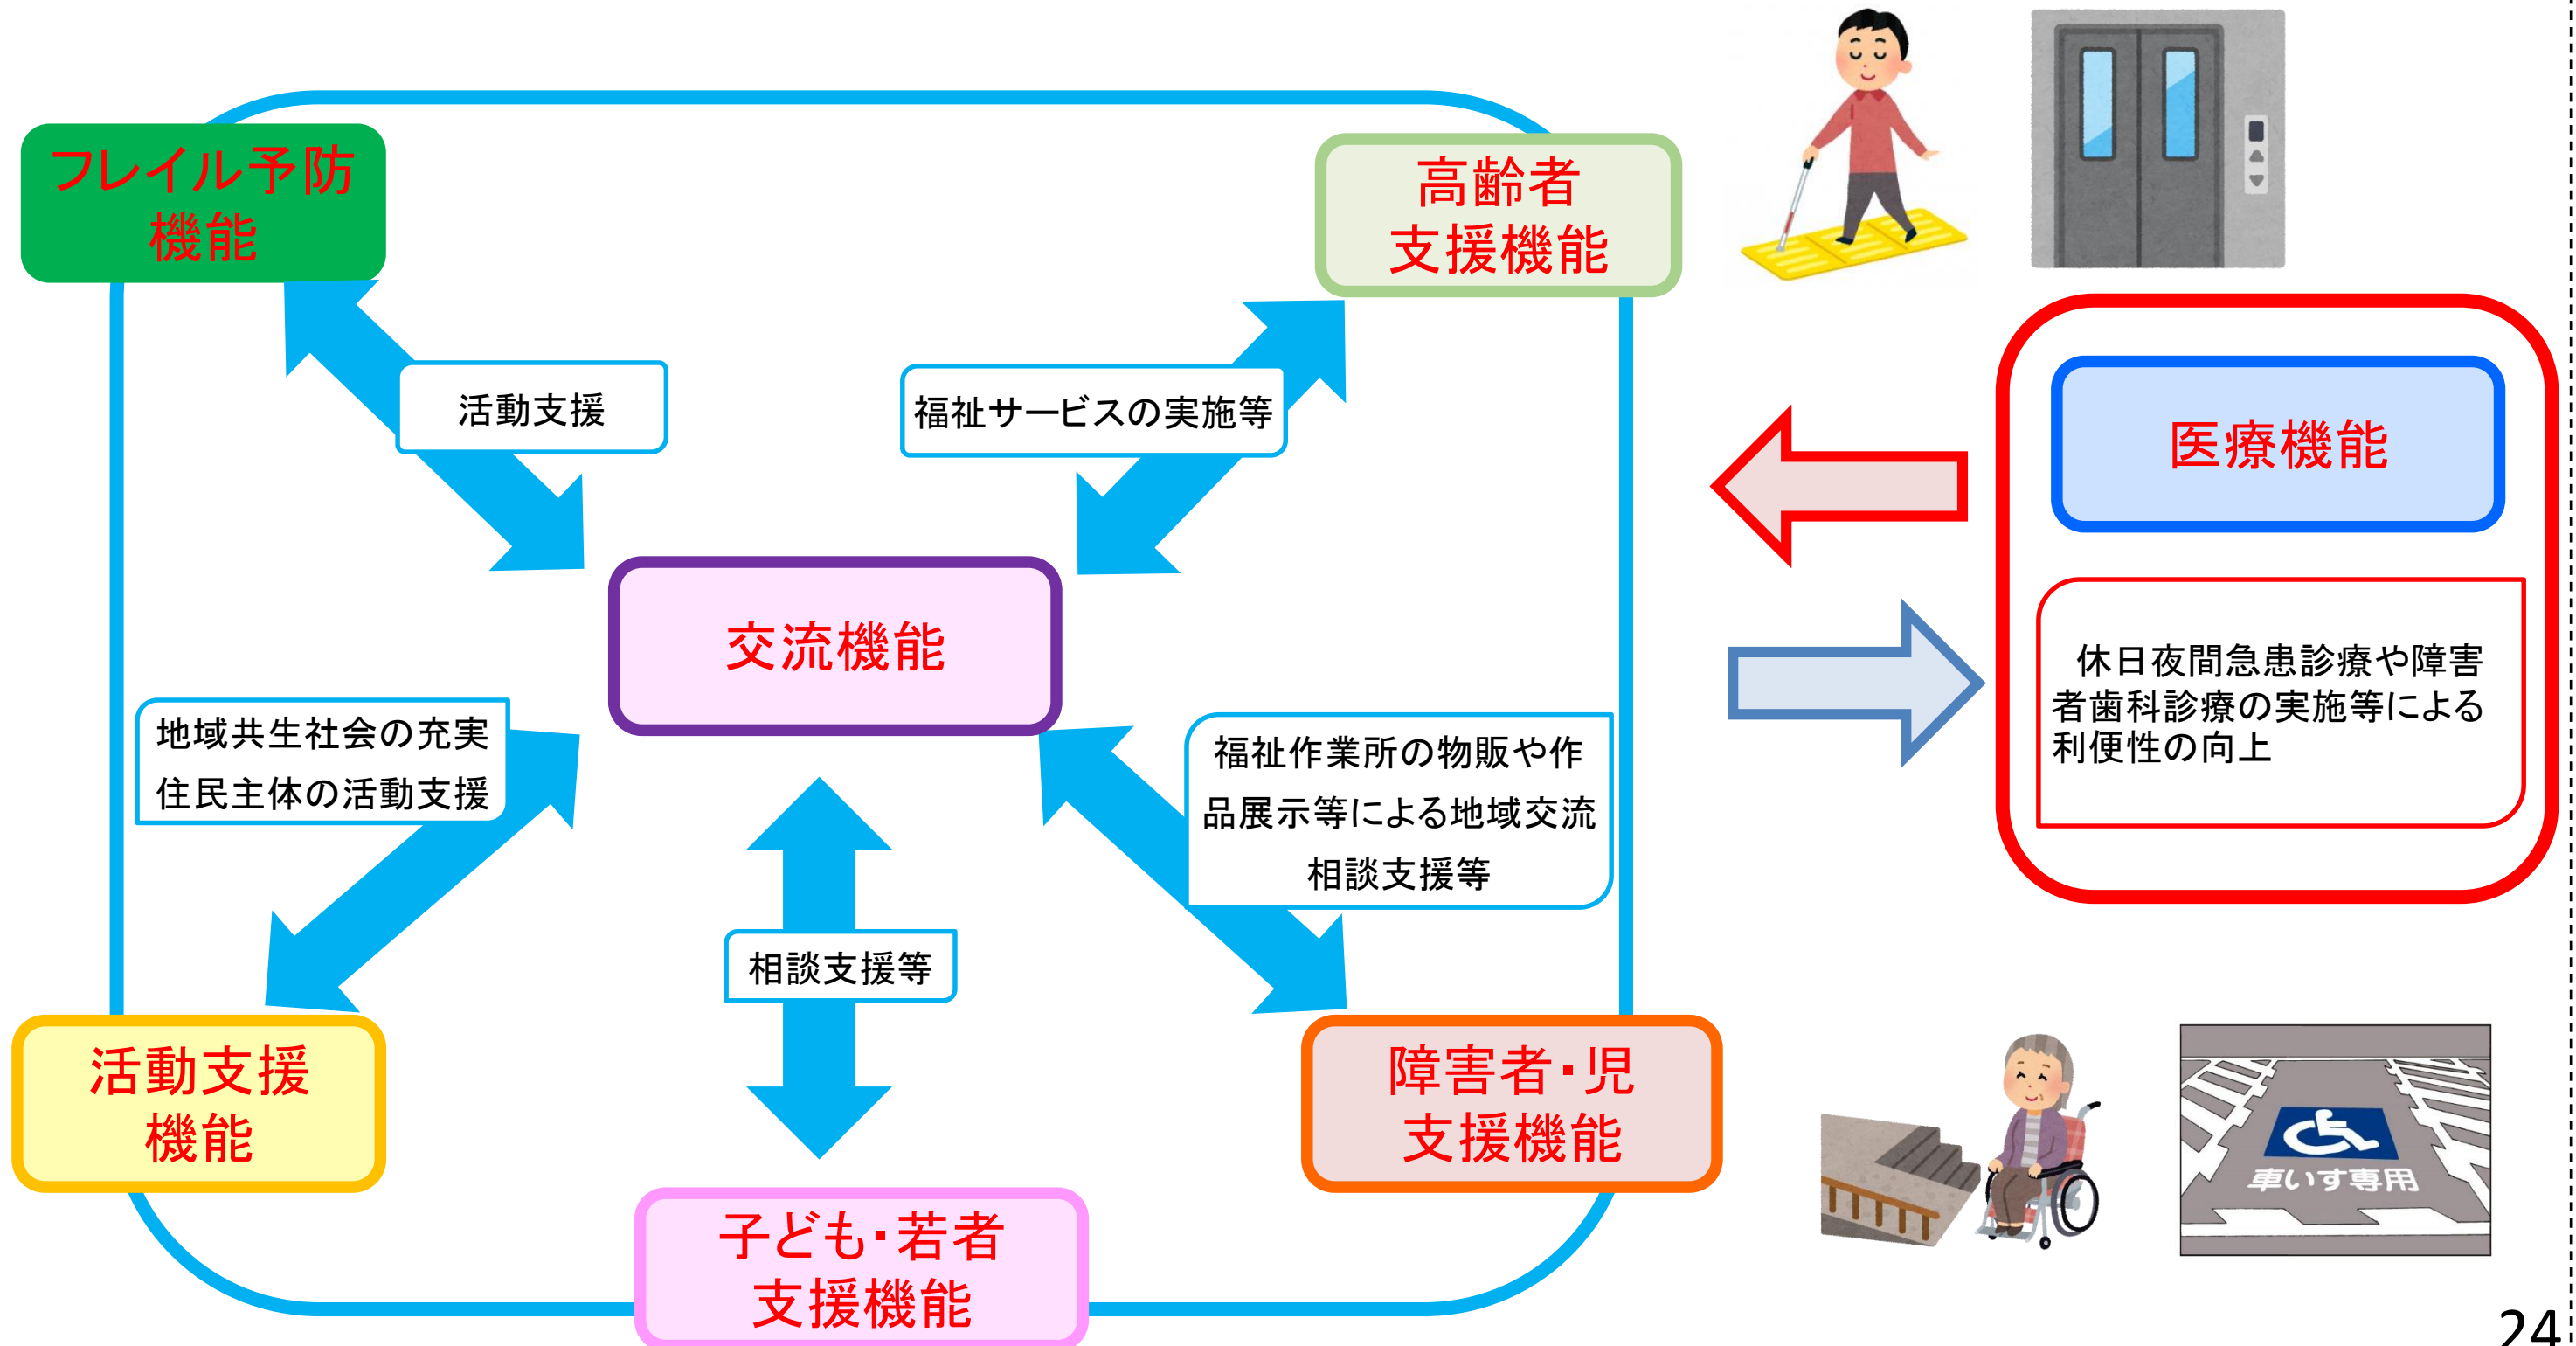 フレイル予防
機能
高齢者
支援機能
活動支援
福祉サービスの実施等
医療機能
交流機能
休日夜間急患診療や障害
者歯科診療の実施等による
利便性の向上
地域共生社会の充実
住民主体の活動支援
福祉作業所の物販や作
品展示等による地域交流
相談支援等
相談支援等
活動支援
機能
障害者・児
支援機能
車いす専用
子ども・若者
支援機能
24